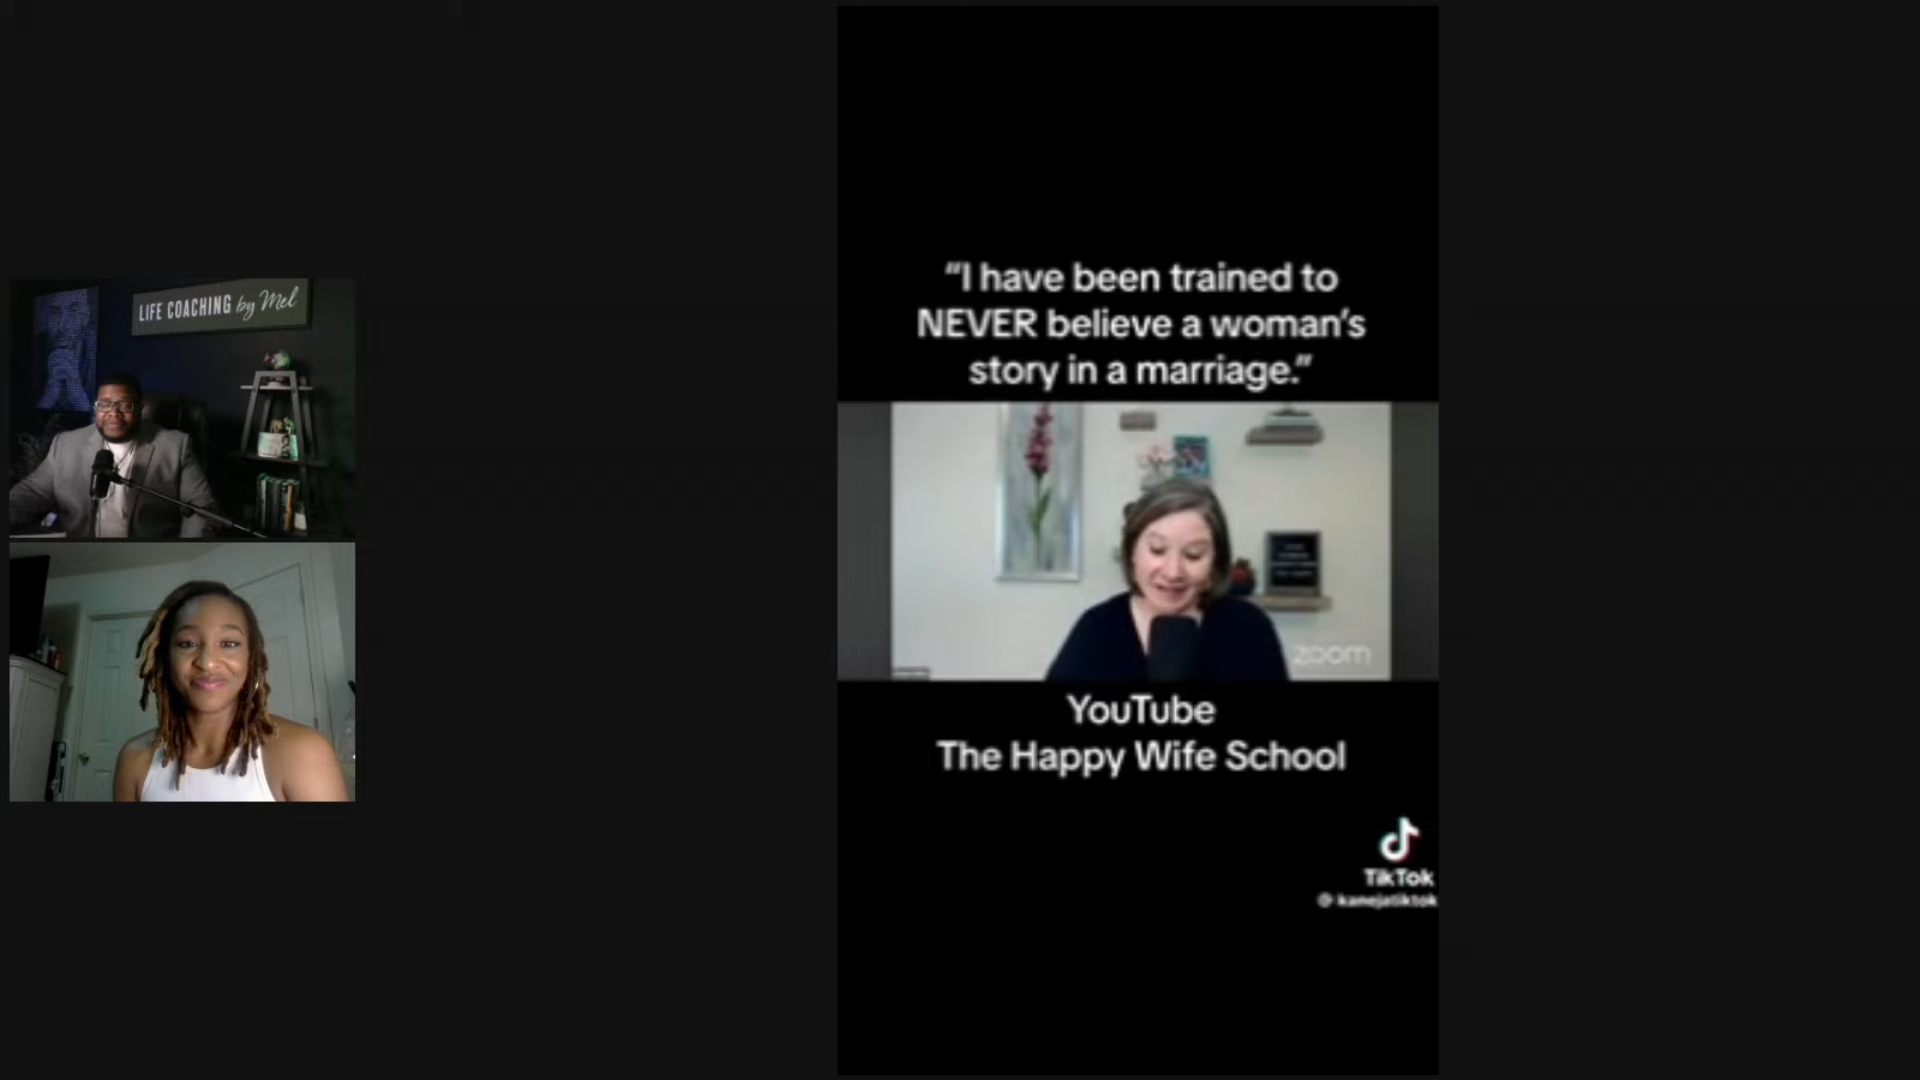 LIFE COACHING by Mel
“I have been trained to
NEVER believe a woman’s
story in a marriage.”
zoom
YouTube
The Happy Wife School
TikTok
@kanejatiktok